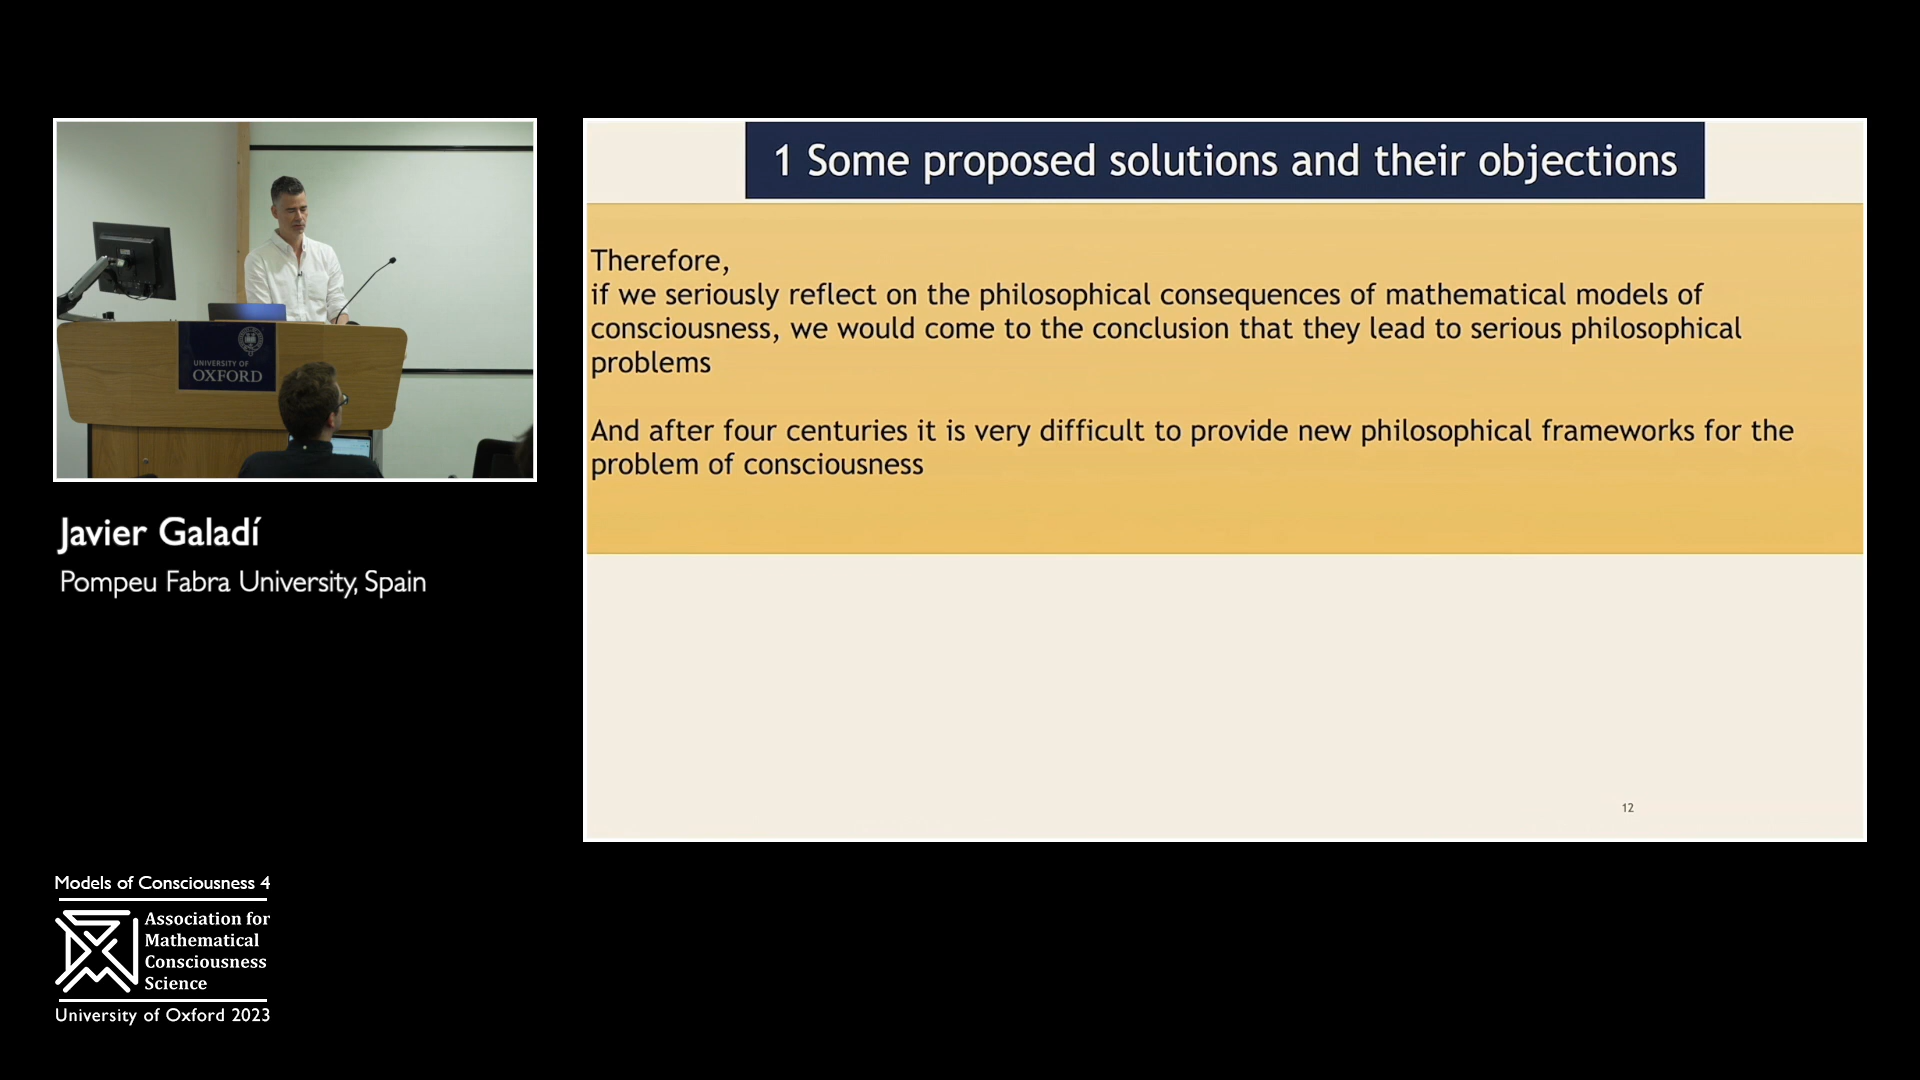 1 Some proposed solutions and their objections
Therefore,
if we seriously reflect on the philosophical consequences of mathematical models of
consciousness, we would come to the conclusion that they lead to serious philosophical
problems
And after four centuries it is very difficult to provide new philosophical frameworks for the
problem of consciousness
12
UNIVERSITY OF
OXFORD
Javier Galadí
Pompeu Fabra University, Spain
Models of Consciousness 4
Association for
Mathematical
Consciousness
Science
University of Oxford 2023